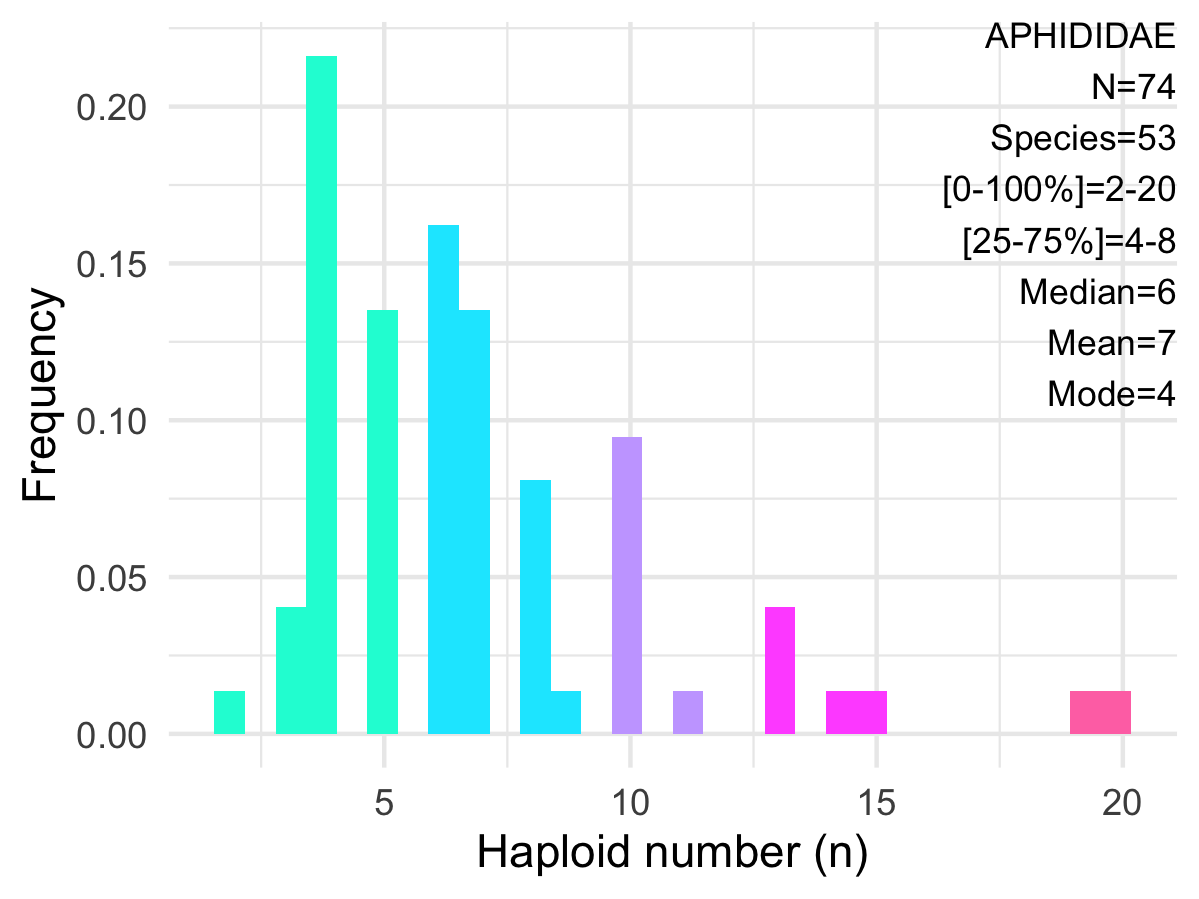 APHIDIDAE
N=74
Species=53
[0-100%]=2-20
[25-75%]=4-8
Median=6
Mean=7
Mode=4
Frequency
0.20
0.15
0.10
0.05
0.00
5 10 15 20
Haploid number (n)